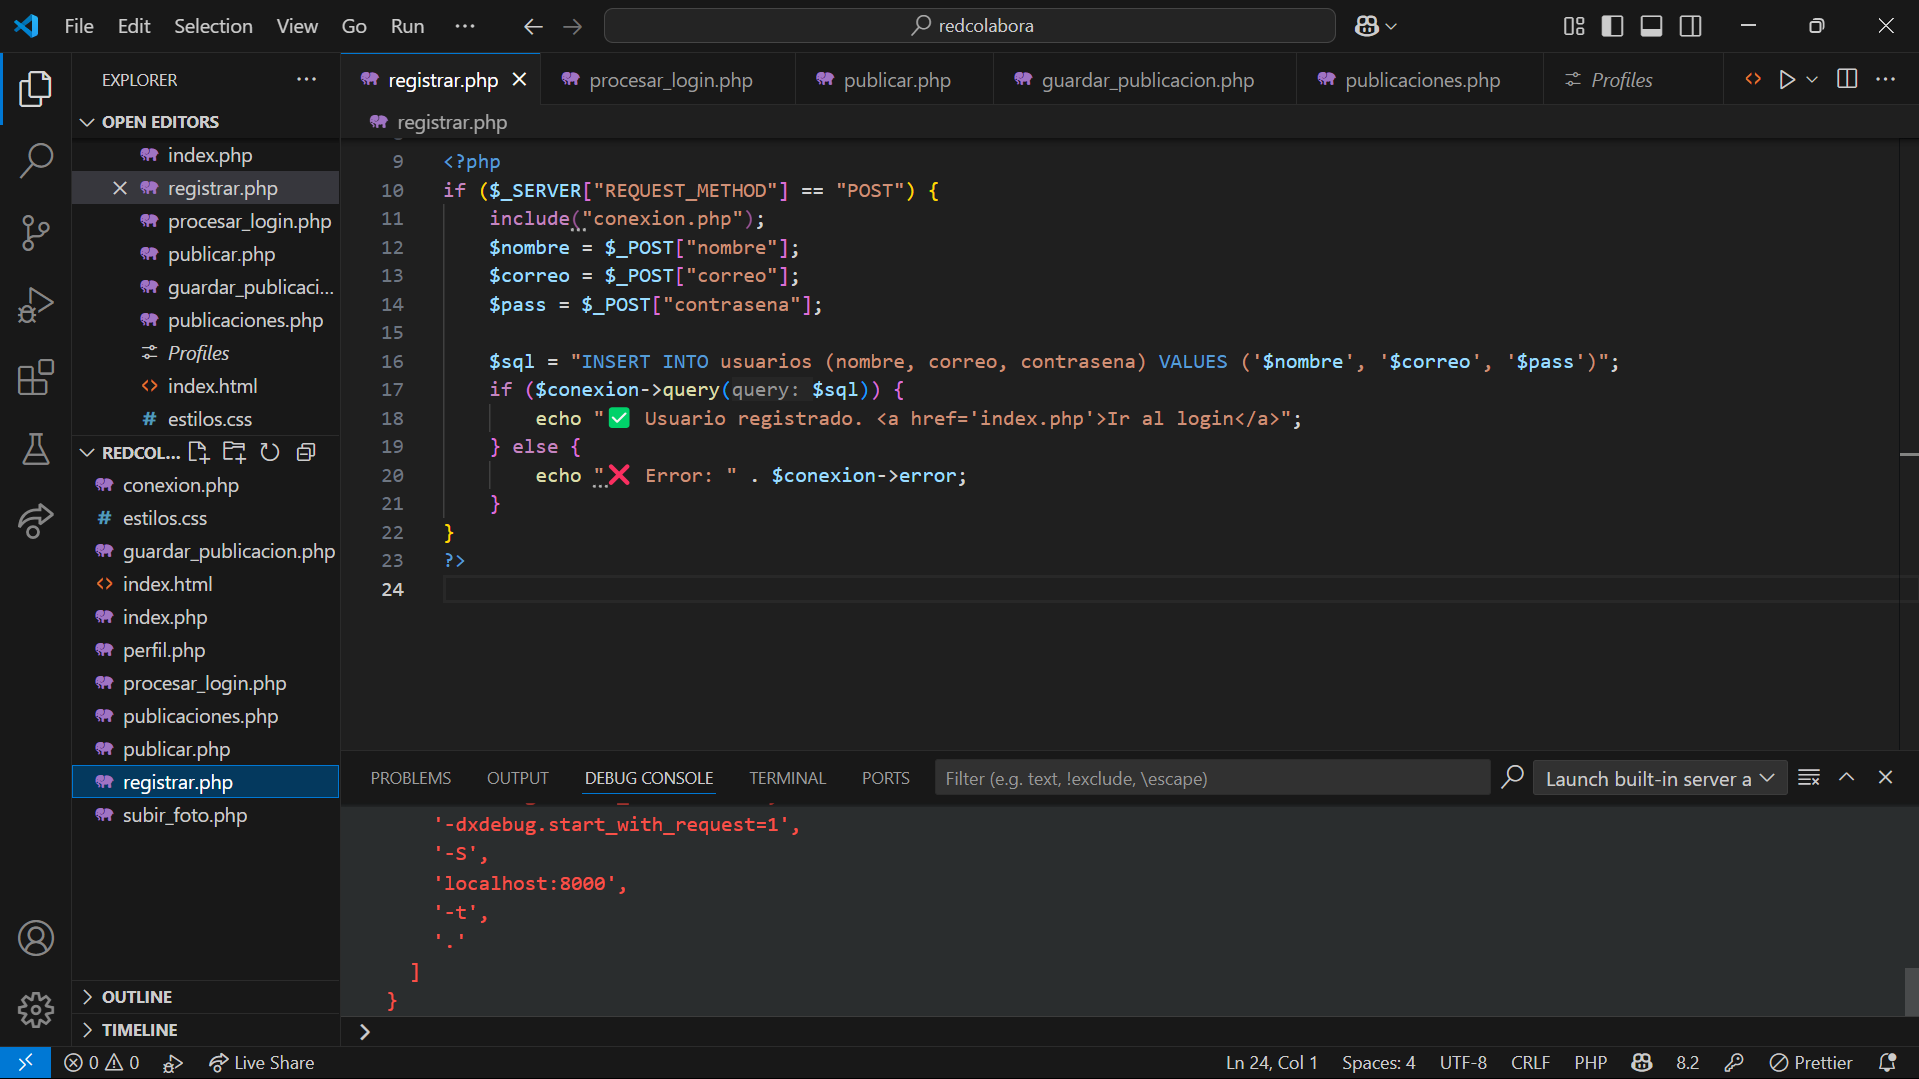 File Edit Selection View Go Run ··· redcolabora
EXPLORER ···
OPEN EDITORS
index.php
registrar.php
procesar_login.php
publicar.php
guardar_publicaci...
publicaciones.php
Profiles
index.html
# estilos.css
REDCOL...
conexion.php
# estilos.css
guardar_publicacion.php
index.html
index.php
perfil.php
procesar_login.php
publicaciones.php
publicar.php
registrar.php
subir_foto.php
OUTLINE
TIMELINE
registrar.php procesar_login.php publicar.php guardar_publicacion.php publicaciones.php Profiles
registrar.php
9 <?php
10 if ($_SERVER["REQUEST_METHOD"] == "POST") {
11 include("conexion.php");
12 $nombre = $_POST["nombre"];
13 $correo = $_POST["correo"];
14 $pass = $_POST["contrasena"];
15
16 $sql = "INSERT INTO usuarios (nombre, correo, contrasena) VALUES ('$nombre', '$correo', '$pass')";
17 if ($conexion->query(query: $sql)) {
18 echo "✅ Usuario registrado. <a href='index.php'>Ir al login</a>";
19 } else {
20 echo "❌ Error: " . $conexion->error;
21 }
22 }
23 ?>
24
PROBLEMS OUTPUT DEBUG CONSOLE TERMINAL PORTS Filter (e.g. text, !exclude, \escape) Launch built-in server a
'-dxdebug.start_with_request=1',
'-S',
'localhost:8000',
'-t',
'.'
]
}
>
0 0 Live Share Ln 24, Col 1 Spaces: 4 UTF-8 CRLF PHP 8.2 Prettier